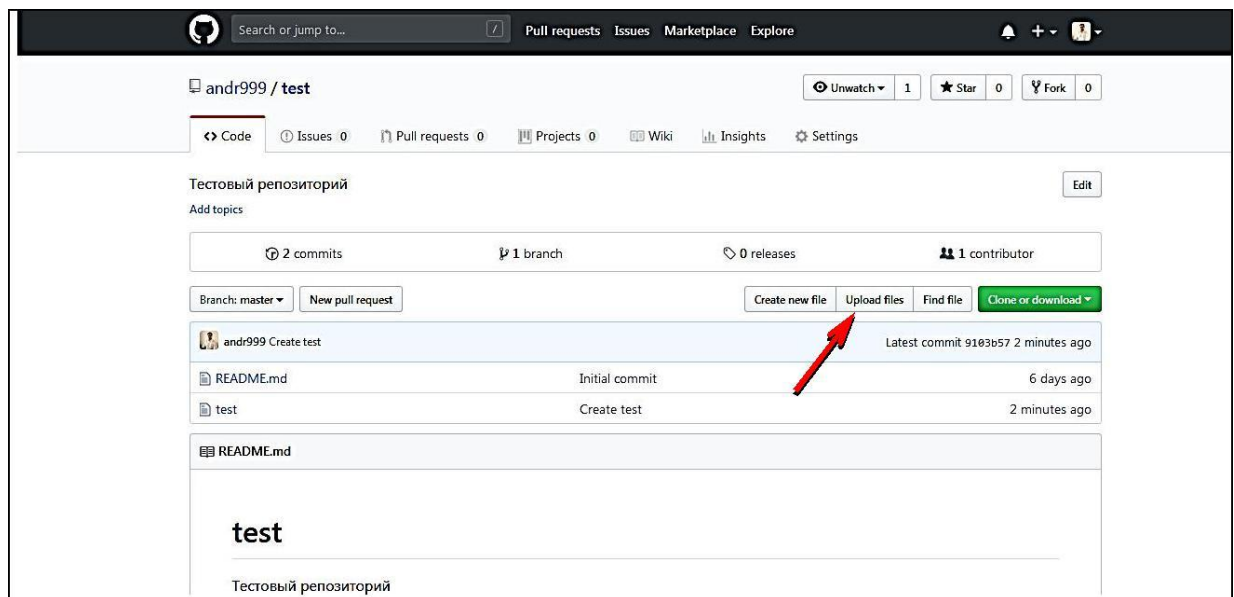 Search or jump to... / Pull requests Issues Marketplace Explore
andr999 / test Unwatch 1 Star 0 Fork 0
Code Issues 0 Pull requests 0 Projects 0 Wiki Insights Settings
Тестовый репозиторий Edit
Add topics
2 commits 1 branch 0 releases 1 contributor
Branch: master New pull request Create new file Upload files Find file Clone or download
andr999 Create test Latest commit 9103b57 2 minutes ago
README.md Initial commit 6 days ago
test Create test 2 minutes ago
README.md
test
Тестовый репозиторий